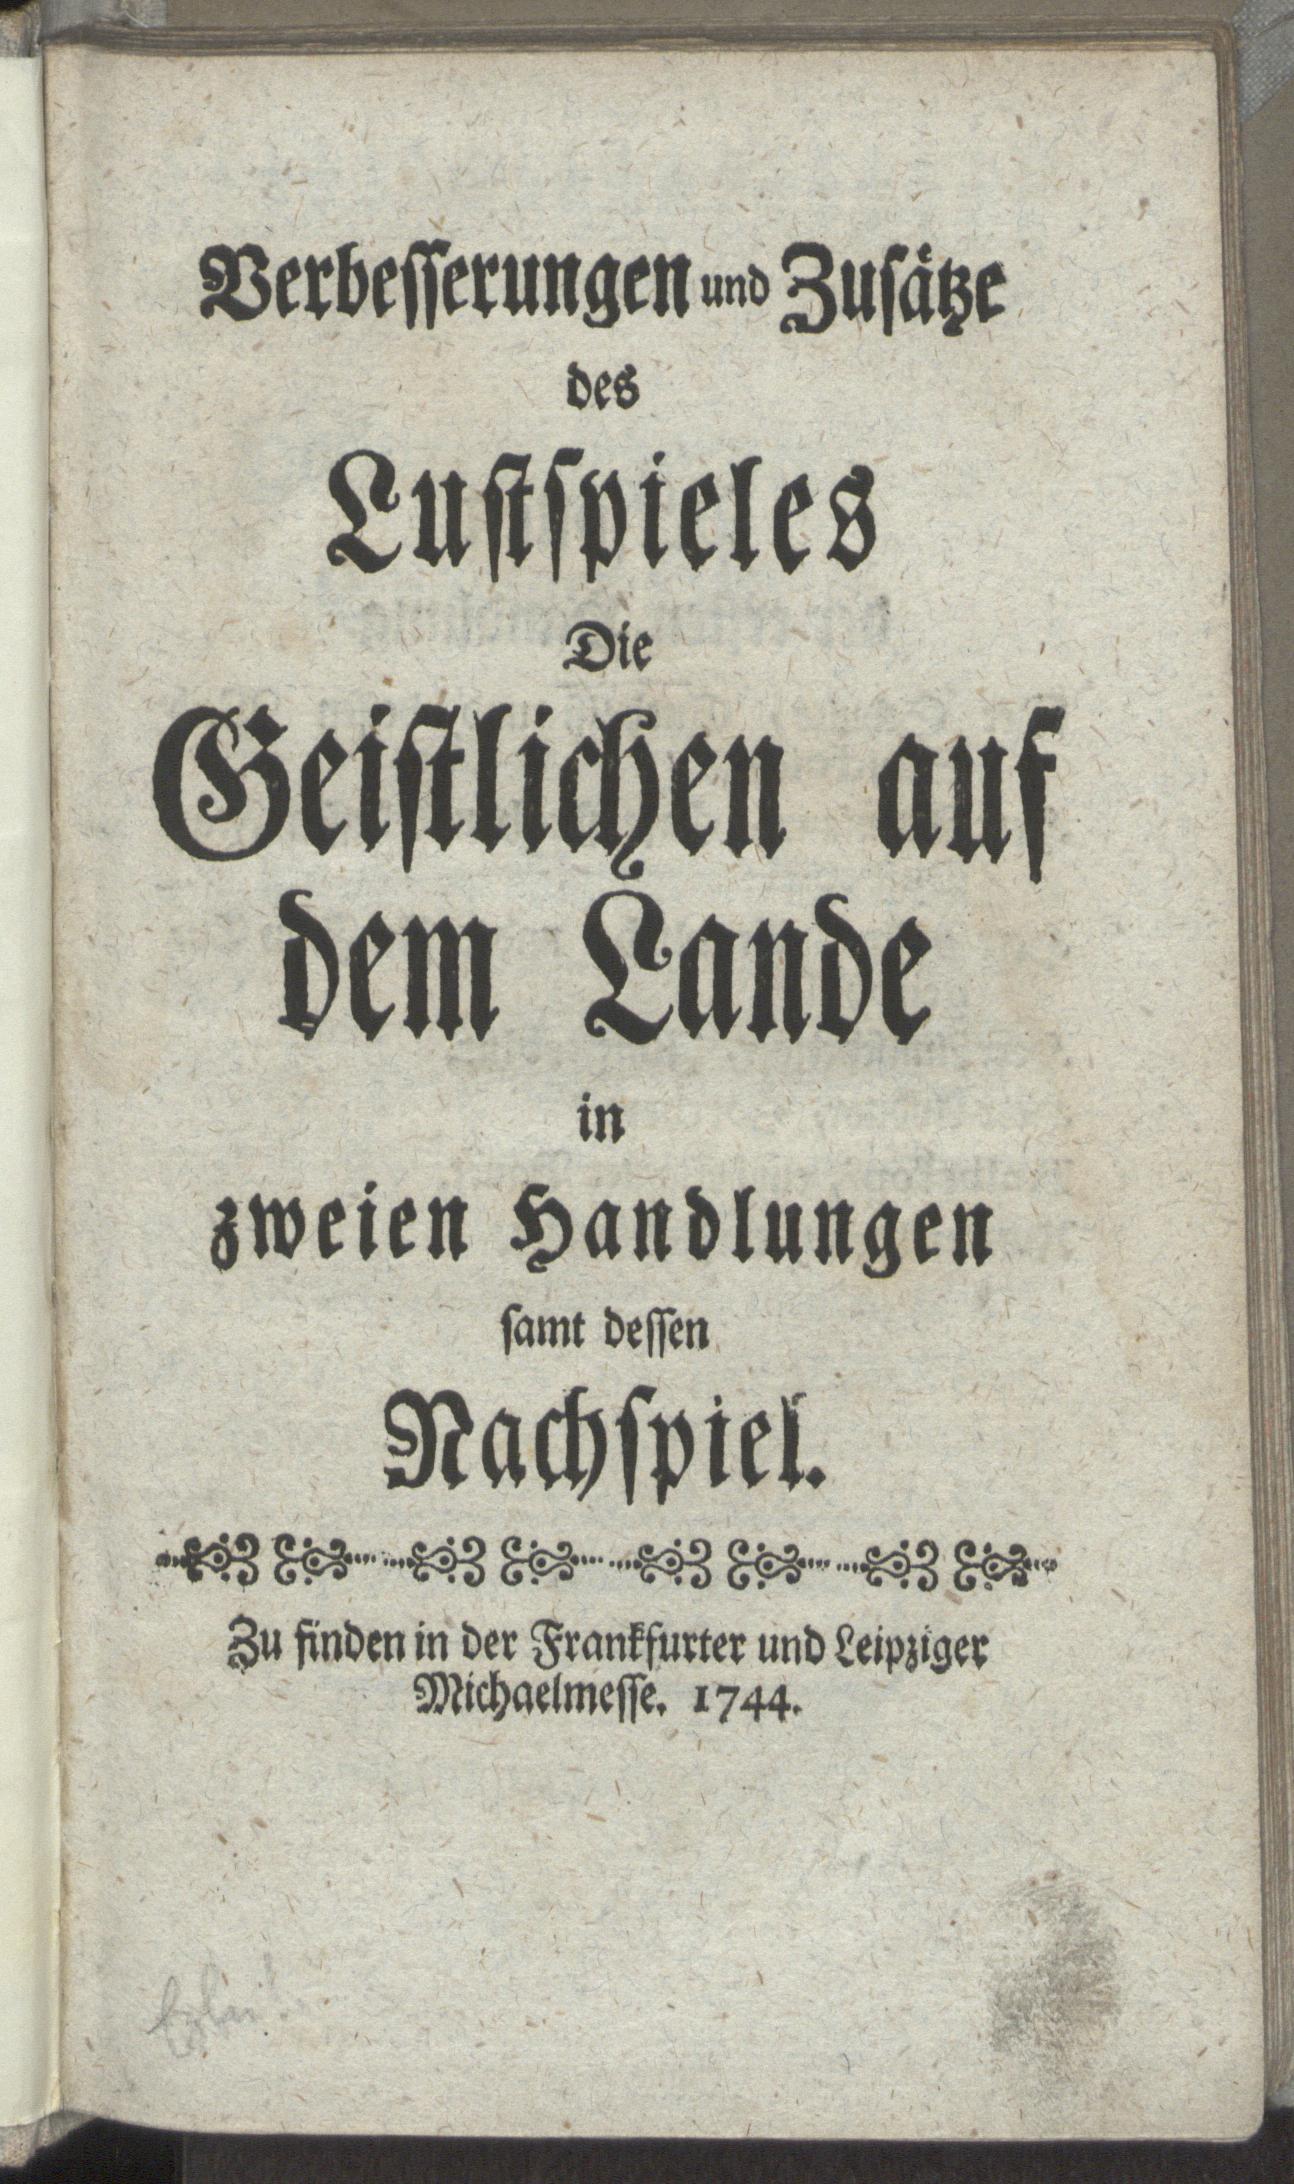 Verbeſſerungen und Zuſätze
des
Luſtſpieles
Die
Geiſtlichen auf
dem Lande
in
zweien Handlungen
ſamt deſſen
Nachſpiel.
Zu finden in der Frankfurter und Leipziger
Michaelmeſſe. 1744.